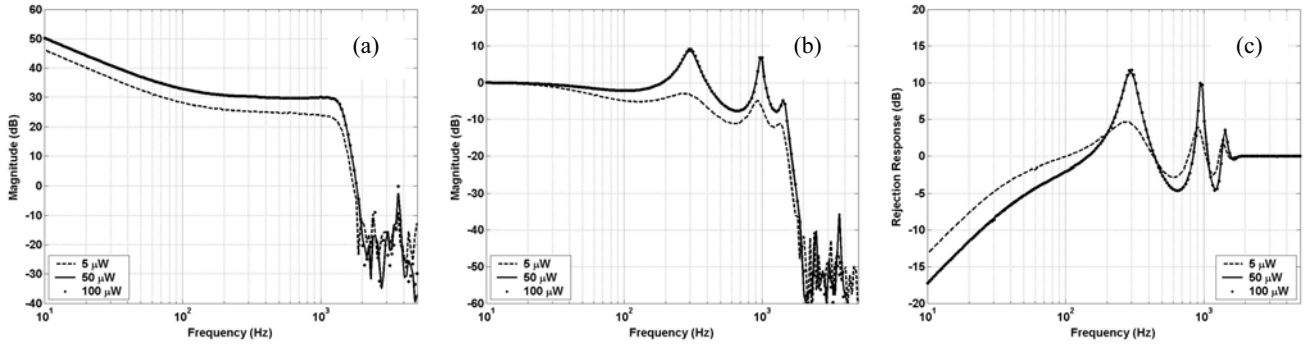 (a)
Magnitude (dB)
60
50
40
30
20
10
0
-10
-20
-30
-40
5 μW
50 μW
100 μW
10^1
10^2
10^3
Frequency (Hz)
(b)
Magnitude (dB)
20
10
0
-10
-20
-30
-40
-50
-60
5 μW
50 μW
100 μW
10^1
10^2
10^3
Frequency (Hz)
(c)
Rejection Response (dB)
20
15
10
5
0
-5
-10
-15
-20
5 μW
50 μW
100 μW
10^1
10^2
10^3
Frequency (Hz)